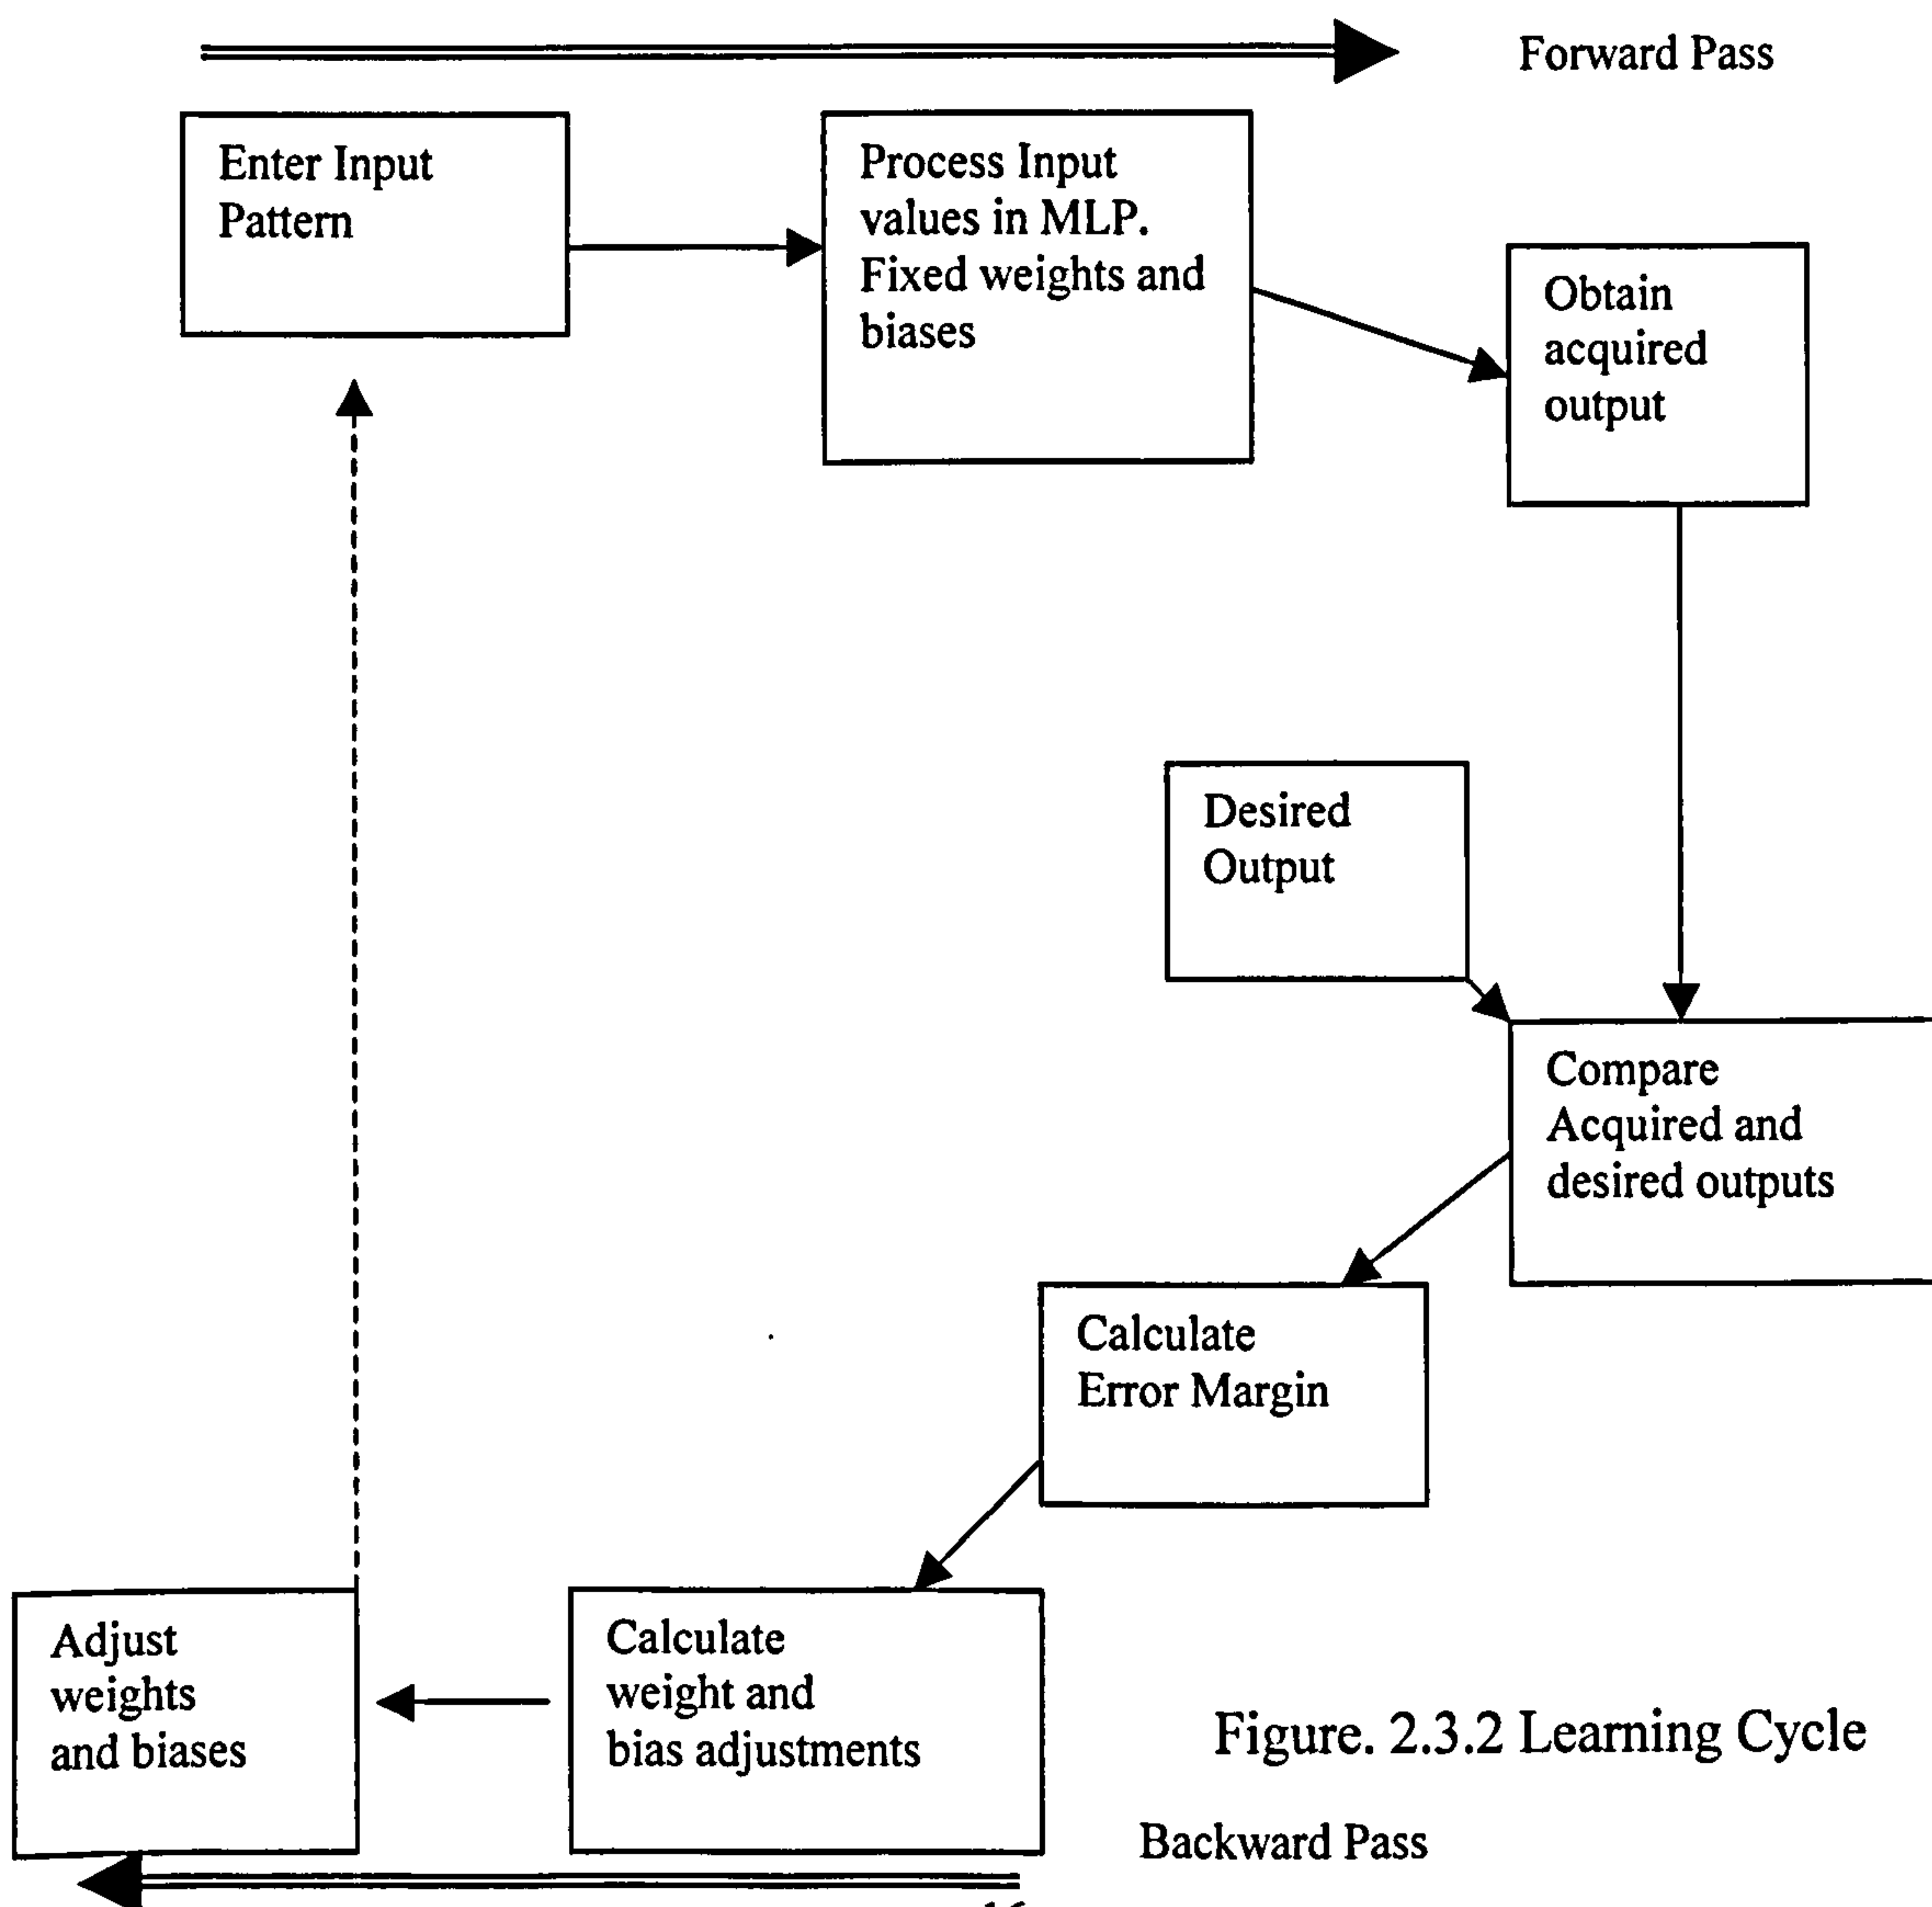 Forward Pass
Enter Input
Pattern
Process Input
values in MLP.
Fixed weights and
biases
Obtain
acquired
output
Desired
Output
Compare
Acquired and
desired outputs
Calculate
Error Margin
Calculate
weight and
bias adjustments
Adjust
weights
and biases
Figure. 2.3.2 Learning Cycle
Backward Pass